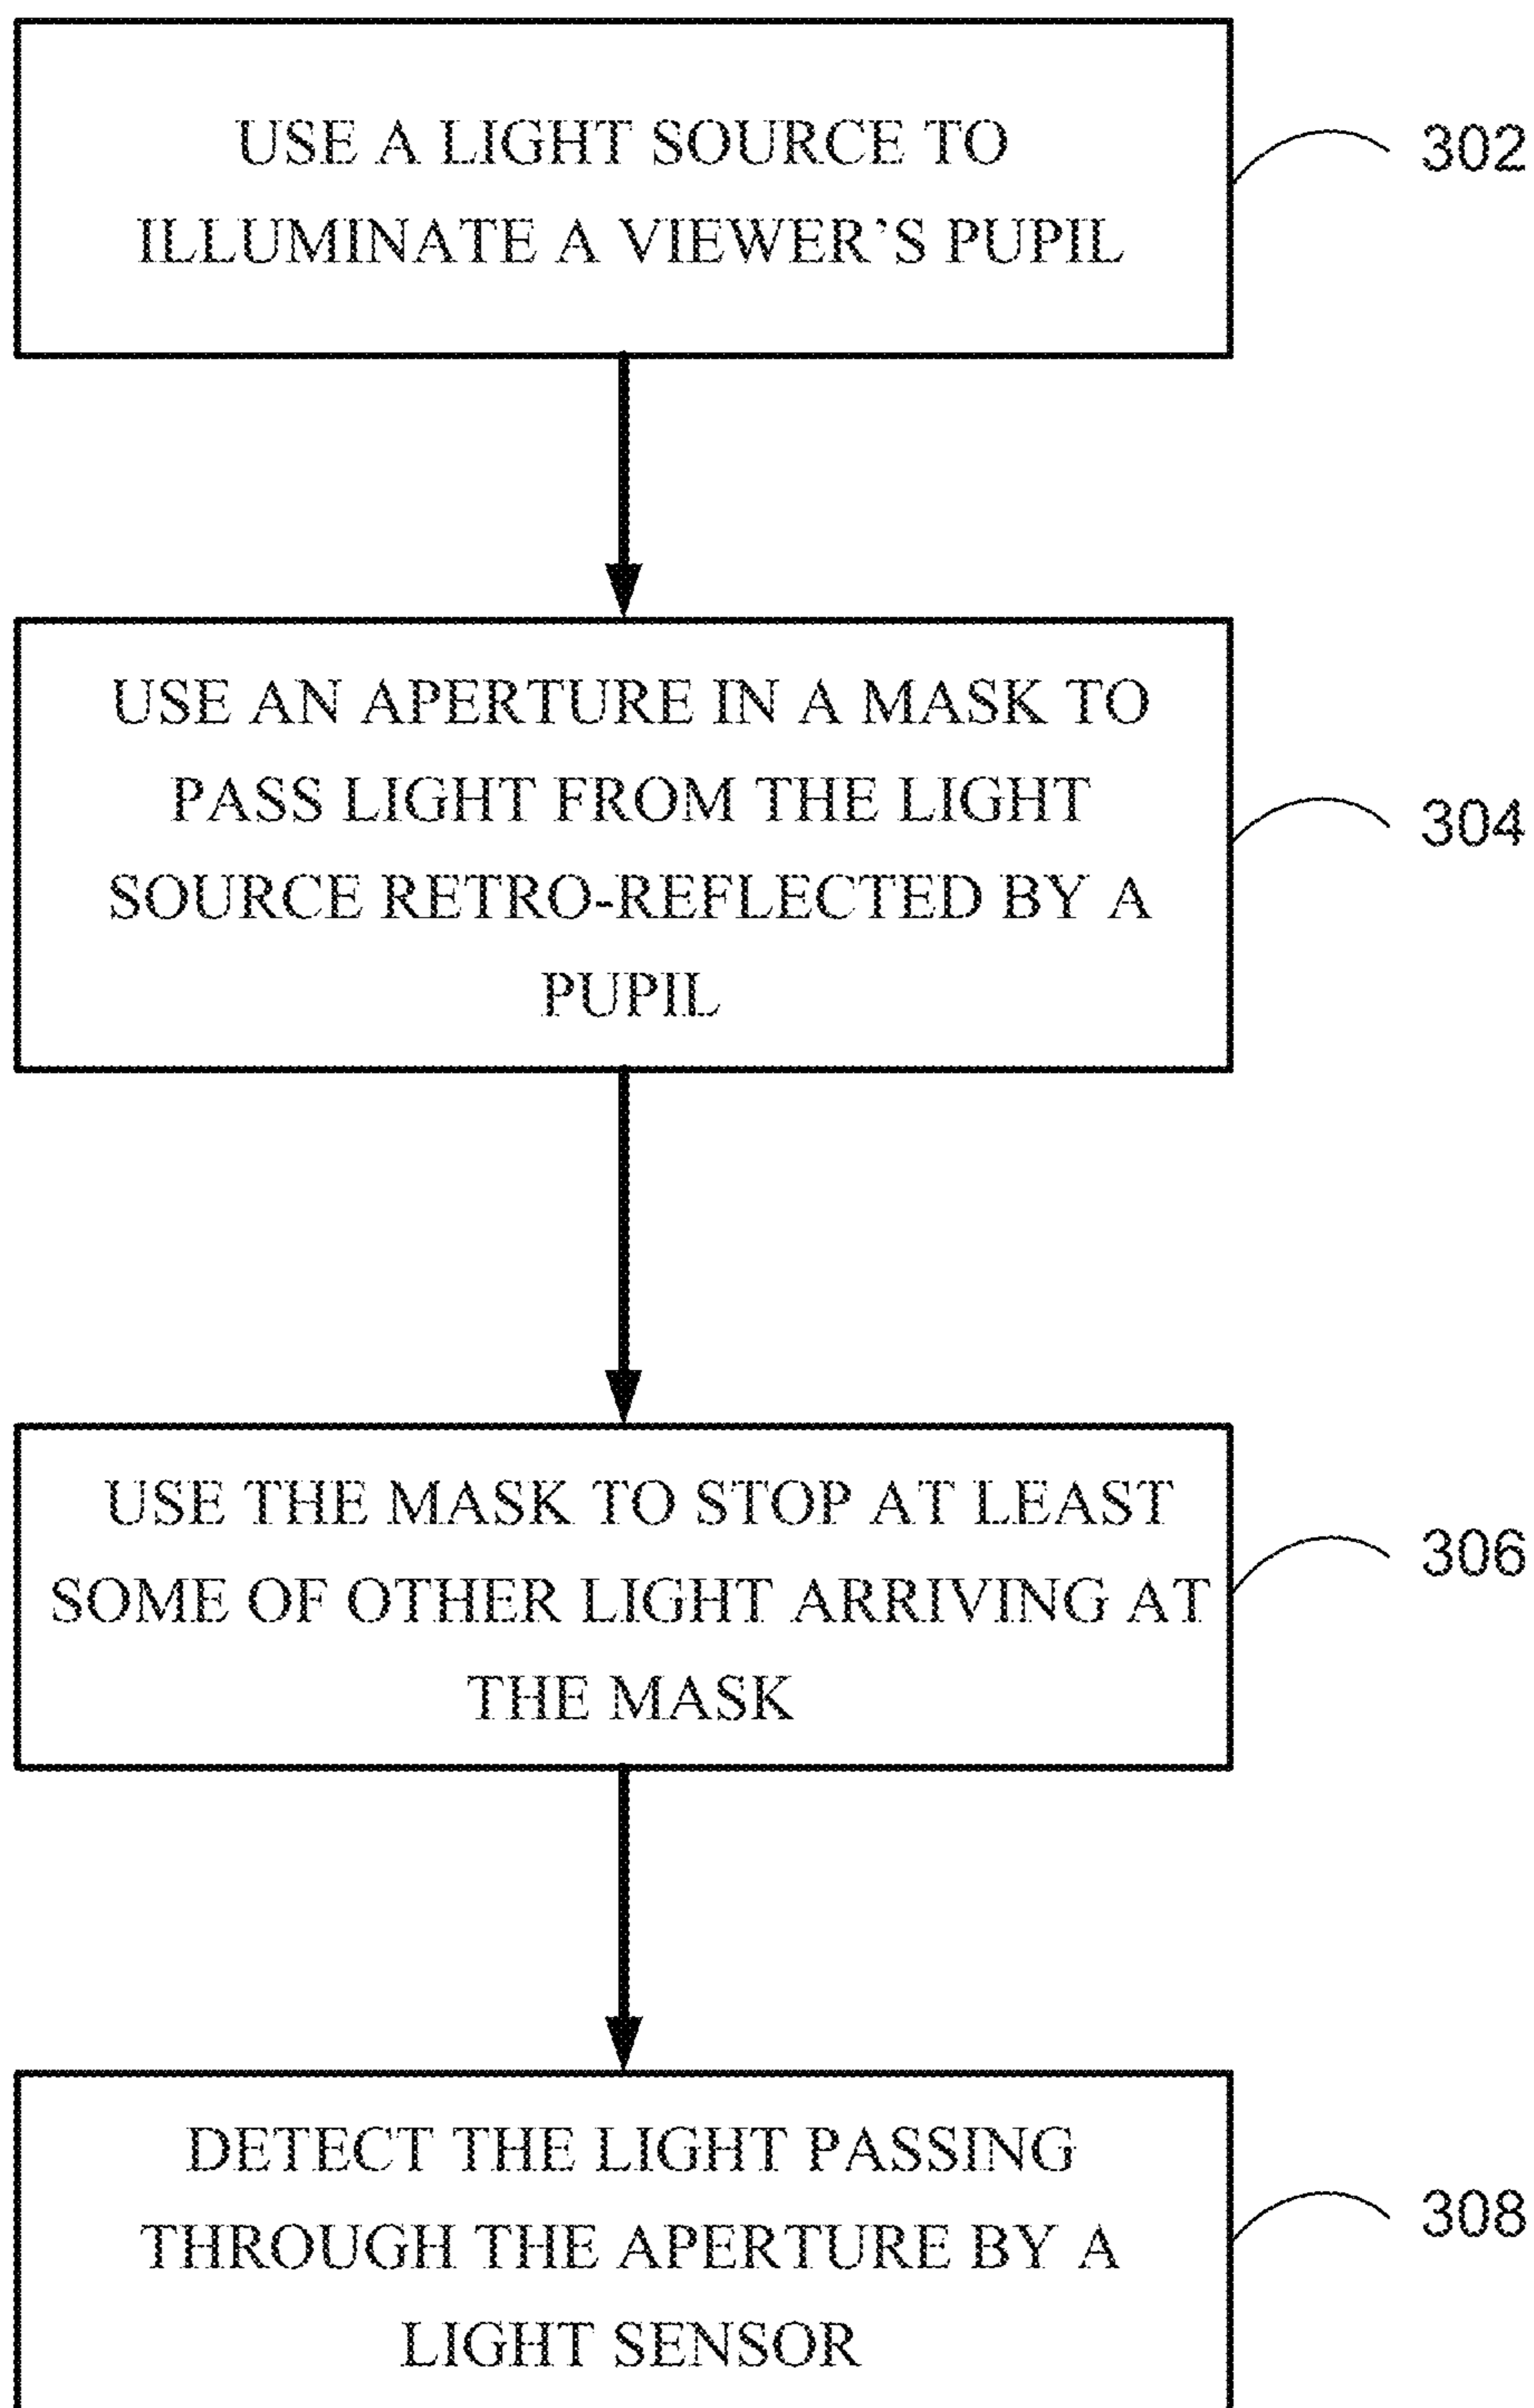 USE A LIGHT SOURCE TO
ILLUMINATE A VIEWER'S PUPIL
302
USE AN APERTURE IN A MASK TO
PASS LIGHT FROM THE LIGHT
SOURCE RETRO-REFLECTED BY A
PUPIL
304
USE THE MASK TO STOP AT LEAST
SOME OF OTHER LIGHT ARRIVING AT
THE MASK
306
DETECT THE LIGHT PASSING
THROUGH THE APERTURE BY A
LIGHT SENSOR
308